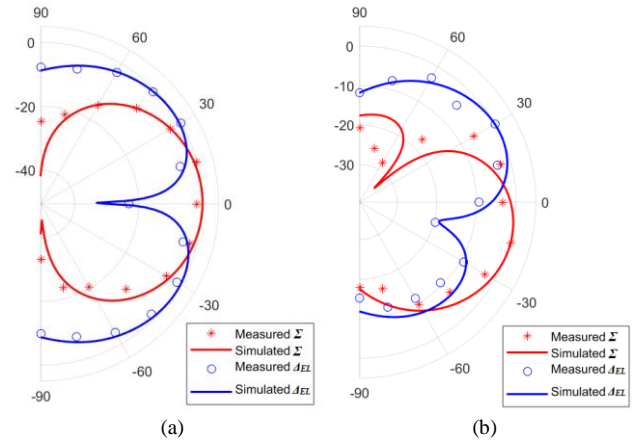 90
0
60
-20
30
-40
0
-30
-60
-90
Measured Σ
Simulated Σ
Measured Δ_EL
Simulated Δ_EL
(a)
90
0
60
-10
30
-20
-30
0
-30
-60
-90
Measured Σ
Simulated Σ
Measured Δ_EL
Simulated Δ_EL
(b)